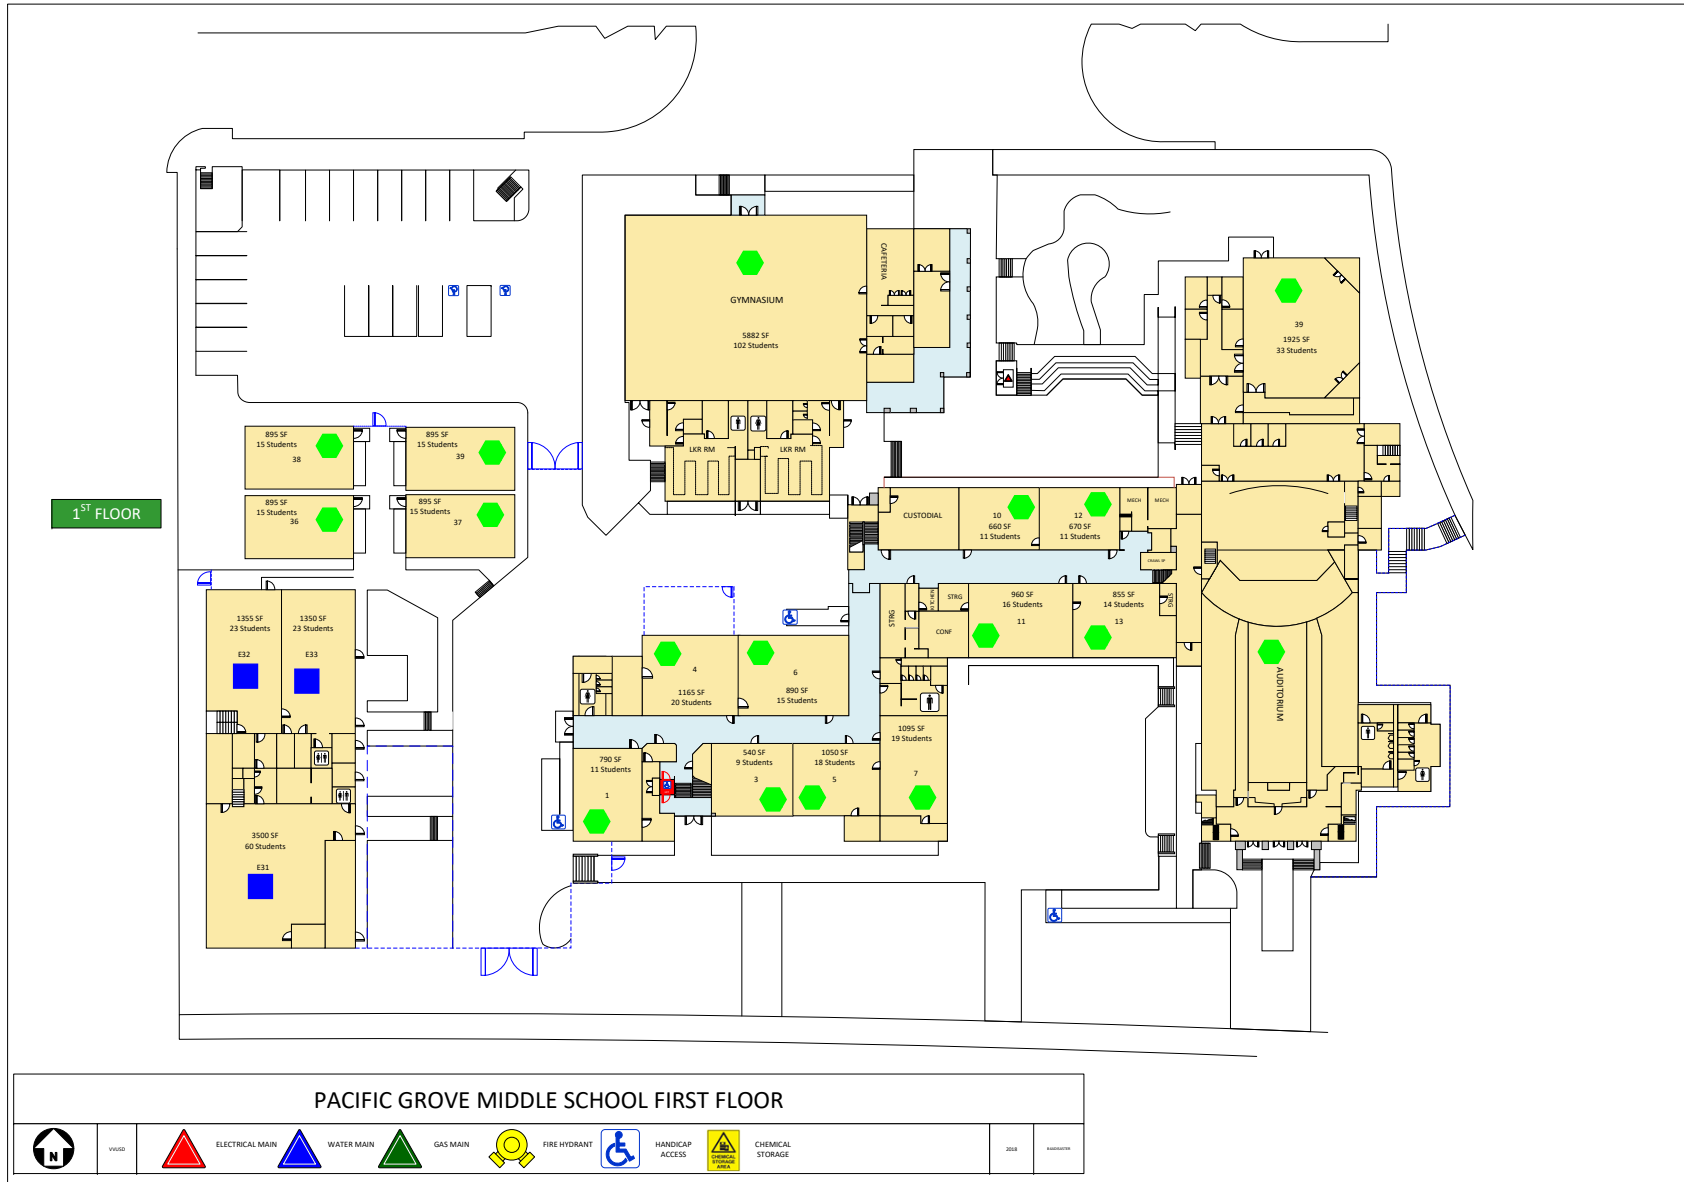 CAFETERIA
GYMNASIUM
5882 SF
102 Students
39
1925 SF
33 Students
895 SF
15 Students
38
895 SF
15 Students
39
LKR RM
LKR RM
1ST FLOOR
895 SF
15 Students
36
895 SF
15 Students
37
CUSTODIAL
10
660 SF
11 Students
12
670 SF
11 Students
MECH
MECH
STRG
KITCHEN
STRG
CONF
960 SF
16 Students
11
855 SF
14 Students
13
STRG
1355 SF
23 Students
E32
1350 SF
23 Students
E33
4
1165 SF
20 Students
6
890 SF
15 Students
AUDITORIUM
790 SF
11 Students
1
540 SF
9 Students
3
1050 SF
18 Students
5
1095 SF
19 Students
7
3500 SF
60 Students
E31
PACIFIC GROVE MIDDLE SCHOOL FIRST FLOOR
N
VVUSD
ELECTRICAL MAIN
WATER MAIN
GAS MAIN
FIRE HYDRANT
HANDICAP
ACCESS
CHEMICAL
STORAGE
AREA
CHEMICAL
STORAGE
2018